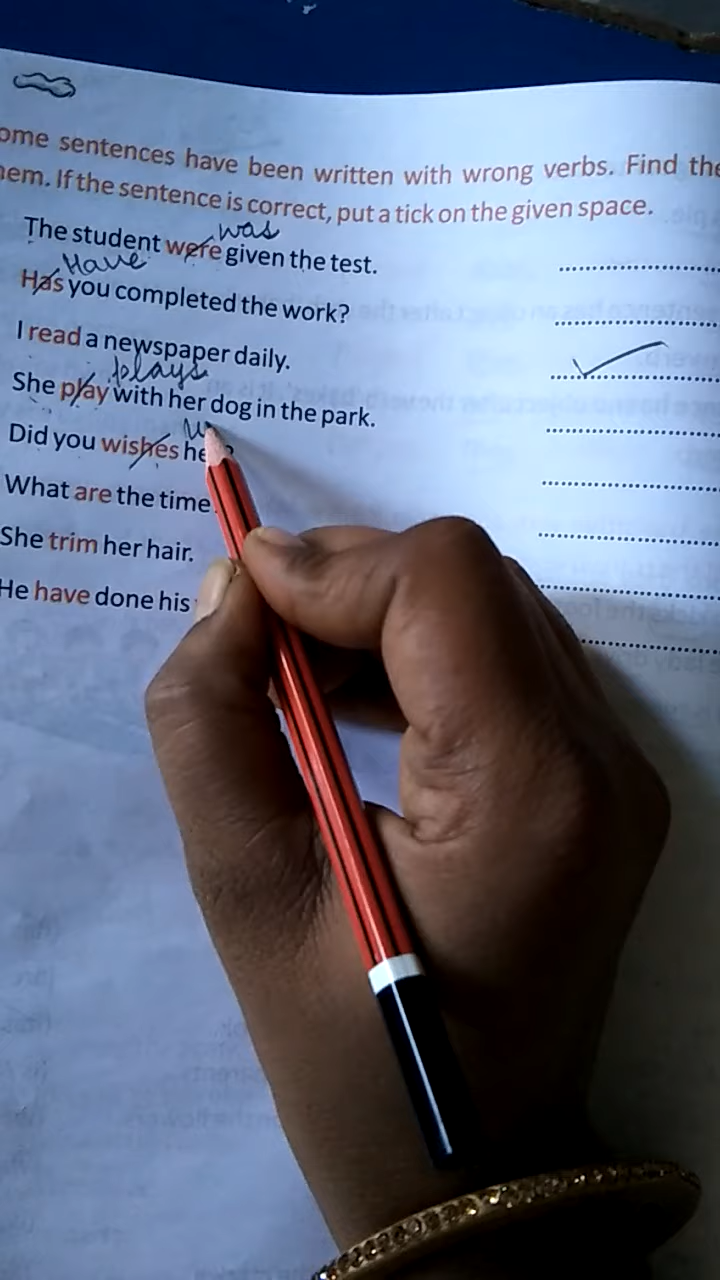 ome sentences have been written with wrong verbs. Find the
hem. If the sentence is correct, put a tick on the given space.
was
The student were given the test.
Have
Has you completed the work?
I read a newspaper daily.
plays
She play with her dog in the park.
Did you wishes he
What are the time
She trim her hair.
He have done his